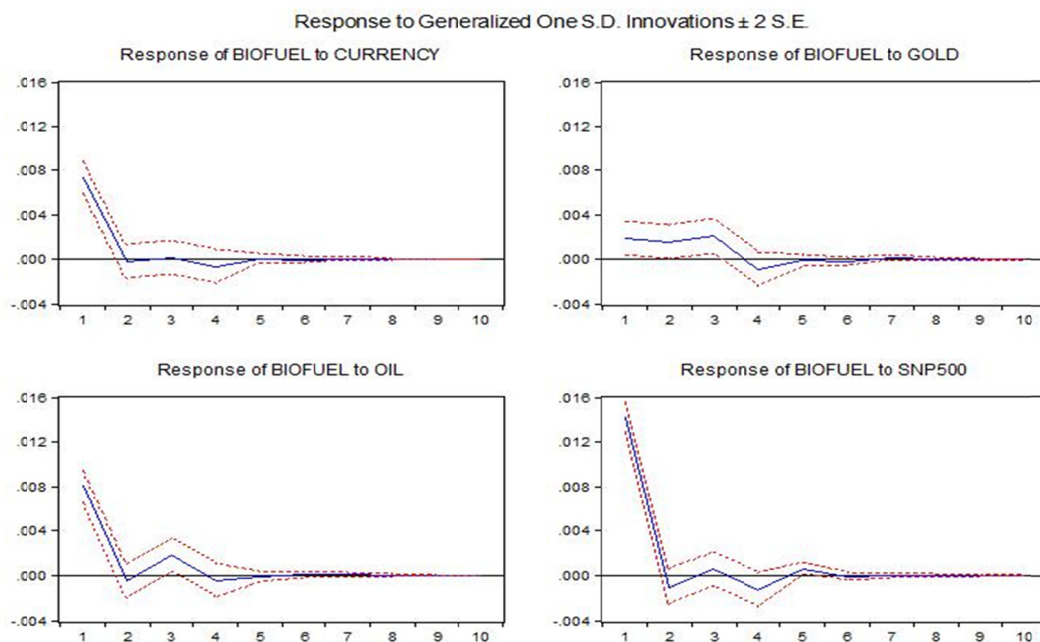 Response to Generalized One S.D. Innovations ± 2 S.E.
Response of BIOFUEL to CURRENCY
.016
.012
.008
.004
.000
-.004
1 2 3 4 5 6 7 8 9 10
Response of BIOFUEL to GOLD
.016
.012
.008
.004
.000
-.004
1 2 3 4 5 6 7 8 9 10
Response of BIOFUEL to OIL
.016
.012
.008
.004
.000
-.004
1 2 3 4 5 6 7 8 9 10
Response of BIOFUEL to SNP500
.016
.012
.008
.004
.000
-.004
1 2 3 4 5 6 7 8 9 10